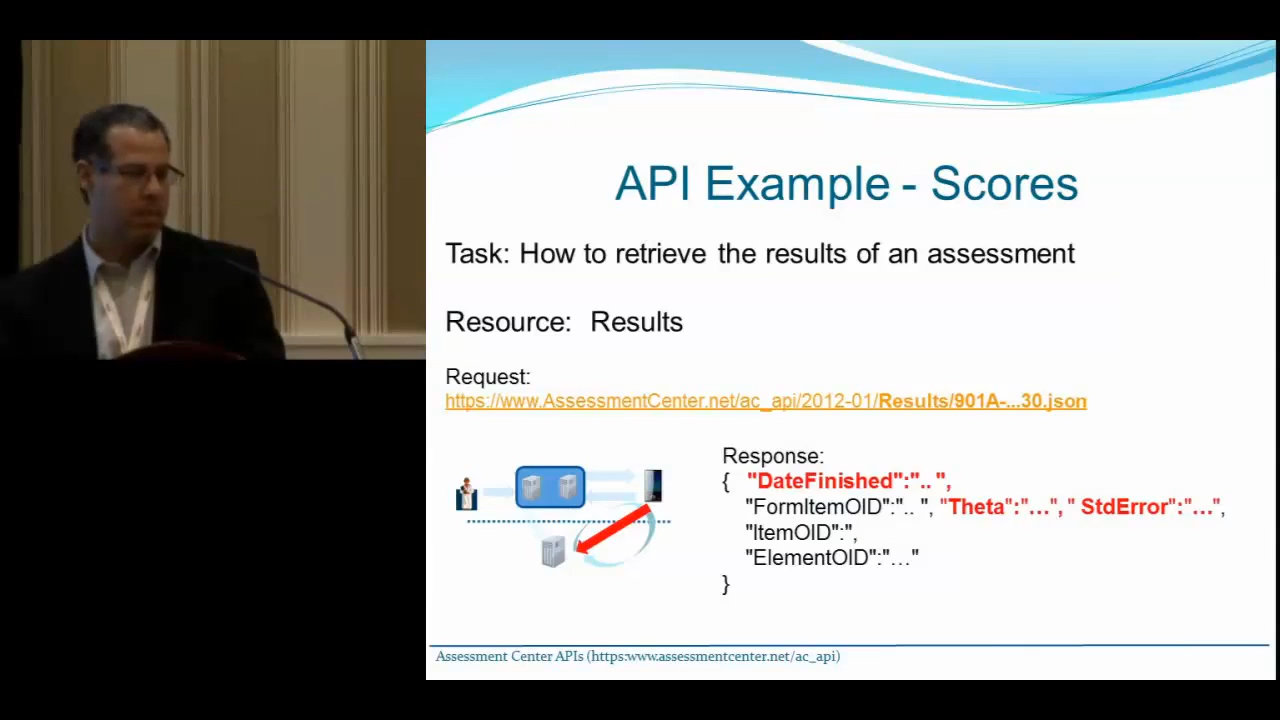 API Example - Scores
Task: How to retrieve the results of an assessment
Resource: Results
Request:
https://www.AssessmentCenter.net/ac_api/2012-01/Results/901A-...30.json
Response:
{ "DateFinished":".. ",
"FormItemOID":".. ", "Theta":"...", " StdError":"...",
"ItemOID":",
"ElementOID":"..."
}
Assessment Center APIs (https:www.assessmentcenter.net/ac_api)